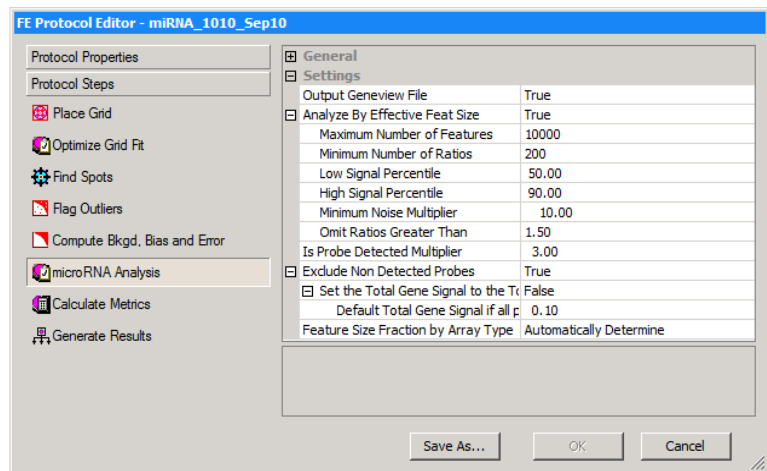 FE Protocol Editor - miRNA_1010_Sep10
Protocol Properties
Protocol Steps
Place Grid
Optimize Grid Fit
Find Spots
Flag Outliers
Compute Bkgd, Bias and Error
microRNA Analysis
Calculate Metrics
Generate Results
General
Settings
Output Geneview File True
Analyze By Effective Feat Size True
Maximum Number of Features 10000
Minimum Number of Ratios 200
Low Signal Percentile 50.00
High Signal Percentile 90.00
Minimum Noise Multiplier 10.00
Omit Ratios Greater Than 1.50
Is Probe Detected Multiplier 3.00
Exclude Non Detected Probes True
Set the Total Gene Signal to the To False
Default Total Gene Signal if all p 0.10
Feature Size Fraction by Array Type Automatically Determine
Save As... OK Cancel